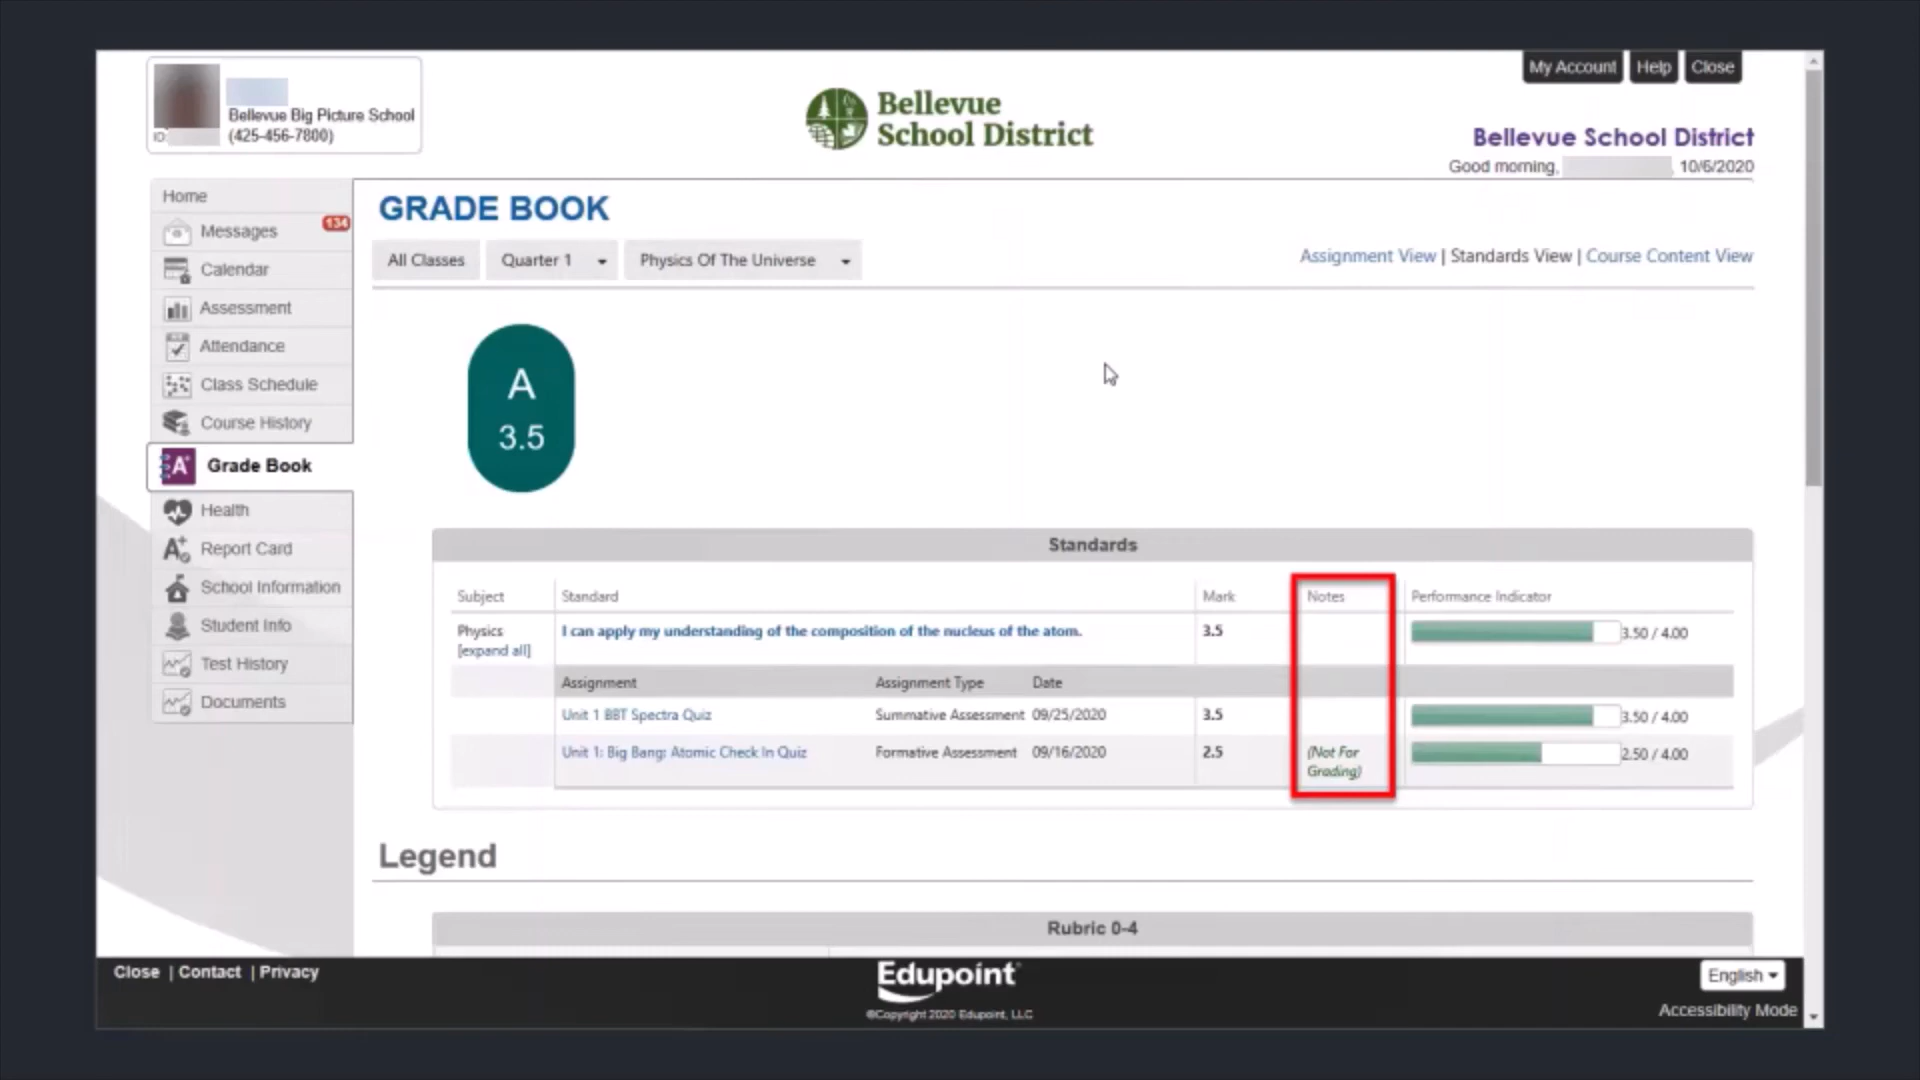 My Account Help Close
ID:
Bellevue Big Picture School
(425-456-7800)
Bellevue
School District
Bellevue School District
Good morning, , 10/6/2020
Home
Messages 134
Calendar
Assessment
Attendance
Class Schedule
Course History
Grade Book
Health
Report Card
School Information
Student Info
Test History
Documents
GRADE BOOK
All Classes Quarter 1 Physics Of The Universe
Assignment View | Standards View | Course Content View
A
3.5
Standards
Subject Standard Mark Notes Performance Indicator
Physics I can apply my understanding of the composition of the nucleus of the atom. 3.5 3.50 / 4.00
[expand all]
Assignment Assignment Type Date
Unit 1 BBT Spectra Quiz Summative Assessment 09/25/2020 3.5 3.50 / 4.00
Unit 1: Big Bang: Atomic Check In Quiz Formative Assessment 09/16/2020 2.5 (Not For 2.50 / 4.00
Grading)
Legend
Rubric 0-4
Close | Contact | Privacy
Edupoint
©Copyright 2020 Edupoint, LLC
English
Accessibility Mode